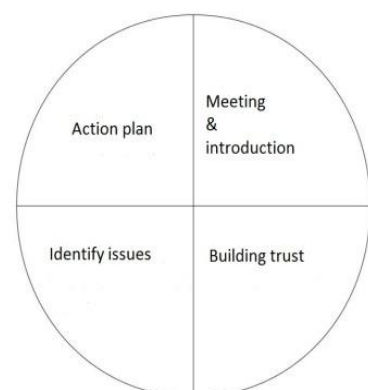 Action plan
Meeting
&
introduction
Identify issues
Building trust